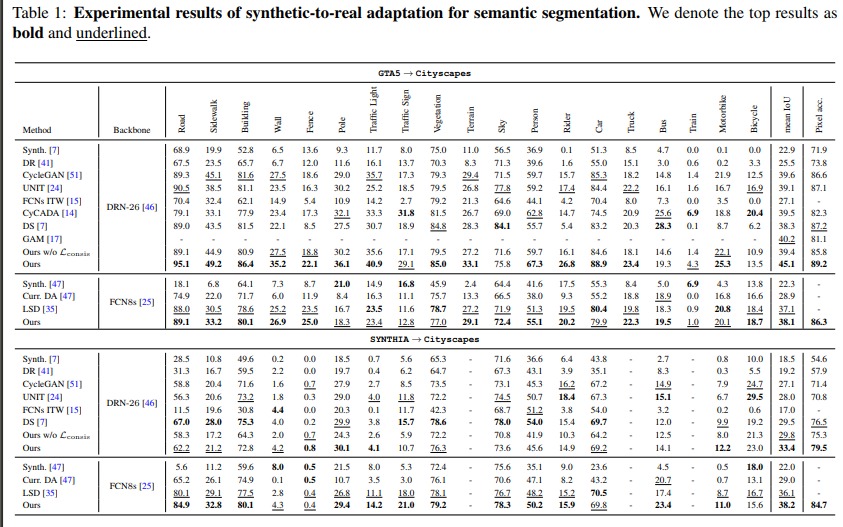 Table 1: Experimental results of synthetic-to-real adaptation for semantic segmentation. We denote the top results as
bold and underlined.
GTA5 → Cityscapes
Method Backbone Road Sidewalk Building Wall Fence Pole Traffic Light Traffic Sign Vegetation Terrain Sky Person Rider Car Truck Bus Train Motorbike Bicycle mean IoU Pixel acc.
Synth. [7] 68.9 19.9 52.8 6.5 13.6 9.3 11.7 8.0 75.0 11.0 56.5 36.9 0.1 51.3 8.5 4.7 0.0 0.1 0.0 22.9 71.9
DR [41] 67.5 23.5 65.7 6.7 12.0 11.6 16.1 13.7 70.3 8.3 71.3 39.6 1.6 55.0 15.1 3.0 0.6 0.2 3.3 25.5 73.8
CycleGAN [51] 89.3 45.1 81.6 27.5 18.6 29.0 35.7 17.3 79.3 29.4 71.5 59.7 15.7 85.3 18.2 14.8 1.4 21.9 12.5 39.6 86.6
UNIT [24] 90.5 38.5 81.1 23.5 16.3 30.2 25.2 18.5 79.5 26.8 77.8 59.2 17.4 84.4 22.2 16.1 1.6 16.7 16.9 39.1 87.1
FCNs ITW [15] 70.4 32.4 62.1 14.9 5.4 10.9 14.2 2.7 79.2 21.3 64.6 44.1 4.2 70.4 8.0 7.3 0.0 3.5 0.0 27.1 -
DRN-26 [46]
CyCADA [14] 79.1 33.1 77.9 23.4 17.3 32.1 33.3 31.8 81.5 26.7 69.0 62.8 14.7 74.5 20.9 25.6 6.9 18.8 20.4 39.5 82.3
DS [7] 89.0 43.5 81.5 22.1 8.5 27.5 30.7 18.9 84.8 28.3 84.1 55.7 5.4 83.2 20.3 28.3 0.1 8.7 6.2 38.3 87.2
GAM [17] - - - - - - - - - - - - - - - - - - - 40.2 81.1
Ours w/o Lconsis 89.1 44.9 80.9 27.5 18.8 30.2 35.6 17.1 79.5 27.2 71.6 59.7 16.1 84.6 18.1 14.6 1.4 22.1 10.9 39.4 85.8
Ours 95.1 49.2 86.4 35.2 22.1 36.1 40.9 29.1 85.0 33.1 75.8 67.3 26.8 88.9 23.4 19.3 4.3 25.3 13.5 45.1 89.2
Synth. [47] 18.1 6.8 64.1 7.3 8.7 21.0 14.9 16.8 45.9 2.4 64.4 41.6 17.5 55.3 8.4 5.0 6.9 4.3 13.8 22.3 -
Curr. DA [47] 74.9 22.0 71.7 6.0 11.9 8.4 16.3 11.1 75.7 13.3 66.5 38.0 9.3 55.2 18.8 18.9 0.0 16.8 16.6 28.9 -
FCN8s [25]
LSD [35] 88.0 30.5 78.6 25.2 23.5 16.7 23.5 11.6 78.7 27.2 71.9 51.3 19.5 80.4 19.8 18.3 0.9 20.8 18.4 37.1 -
Ours 89.1 33.2 80.1 26.9 25.0 18.3 23.4 12.8 77.0 29.1 72.4 55.1 20.2 79.9 22.3 19.5 1.0 20.1 18.7 38.1 86.3
SYNTHIA → Cityscapes
Synth. [7] 28.5 10.8 49.6 0.2 0.0 18.5 0.7 5.6 65.3 - 71.6 36.6 6.4 43.8 - 2.7 - 0.8 10.0 18.5 54.6
DR [41] 31.3 16.7 59.5 2.2 0.0 19.7 0.4 6.2 64.7 - 67.3 43.1 3.9 35.1 - 8.3 - 0.3 5.5 19.2 57.9
CycleGAN [51] 58.8 20.4 71.6 1.6 0.7 27.9 2.7 8.5 73.5 - 73.1 45.3 16.2 67.2 - 14.9 - 7.9 24.7 27.1 71.4
UNIT [24] 56.3 20.6 73.2 1.8 0.3 29.0 4.0 11.8 72.2 - 74.5 50.7 18.4 67.3 - 15.1 - 6.7 29.5 28.0 70.8
DRN-26 [46]
FCNs ITW [15] 11.5 19.6 30.8 4.4 0.0 20.3 0.1 11.7 42.3 - 68.7 51.2 3.8 54.0 - 3.2 - 0.2 0.6 17.0 -
DS [7] 67.0 28.0 75.3 4.0 0.2 29.9 3.8 15.7 78.6 - 78.0 54.0 15.4 69.7 - 12.0 - 9.9 19.2 29.5 76.5
Ours w/o Lconsis 58.3 17.2 64.3 2.0 0.7 24.3 2.6 5.9 72.2 - 70.8 41.9 10.3 64.2 - 12.5 - 8.0 21.3 29.8 75.3
Ours 62.2 21.2 72.8 4.2 0.8 30.1 4.1 10.7 76.3 - 73.6 45.6 14.9 69.2 - 14.1 - 12.2 23.0 33.4 79.5
Synth. [47] 5.6 11.2 59.6 8.0 0.5 21.5 8.0 5.3 72.4 - 75.6 35.1 9.0 23.6 - 4.5 - 0.5 18.0 22.0 -
Curr. DA [47] 65.2 26.1 74.9 0.1 0.5 10.7 3.5 3.0 76.1 - 70.6 47.1 8.2 43.2 - 20.7 - 0.7 13.1 29.0 -
FCN8s [25]
LSD [35] 80.1 29.1 77.5 2.8 0.4 26.8 11.1 18.0 78.1 - 76.7 48.2 15.2 70.5 - 17.4 - 8.7 16.7 36.1 -
Ours 84.9 32.8 80.1 4.3 0.4 29.4 14.2 21.0 79.2 - 78.3 50.2 15.9 69.8 - 23.4 - 11.0 15.6 38.2 84.7